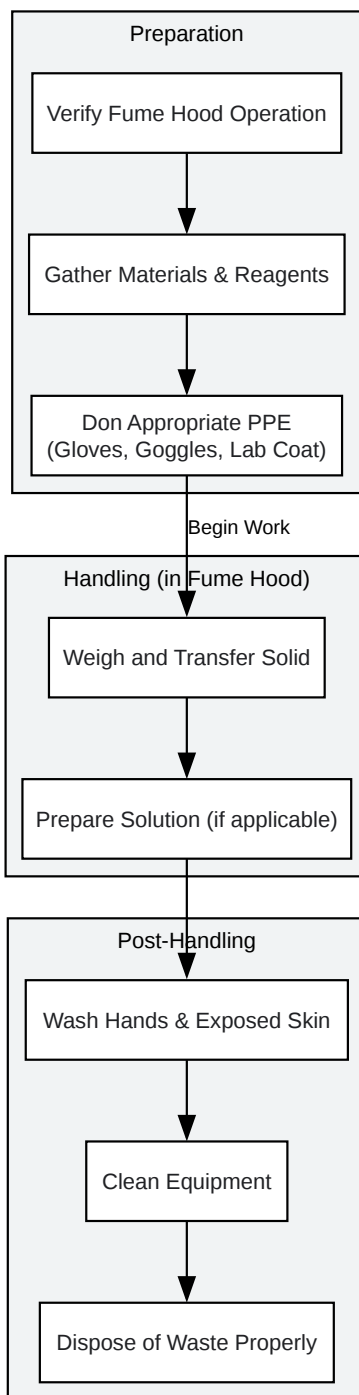 Preparation
Verify Fume Hood Operation
Gather Materials & Reagents
Don Appropriate PPE
(Gloves, Goggles, Lab Coat)
Begin Work
Handling (in Fume Hood)
Weigh and Transfer Solid
Prepare Solution (if applicable)
Post-Handling
Wash Hands & Exposed Skin
Clean Equipment
Dispose of Waste Properly